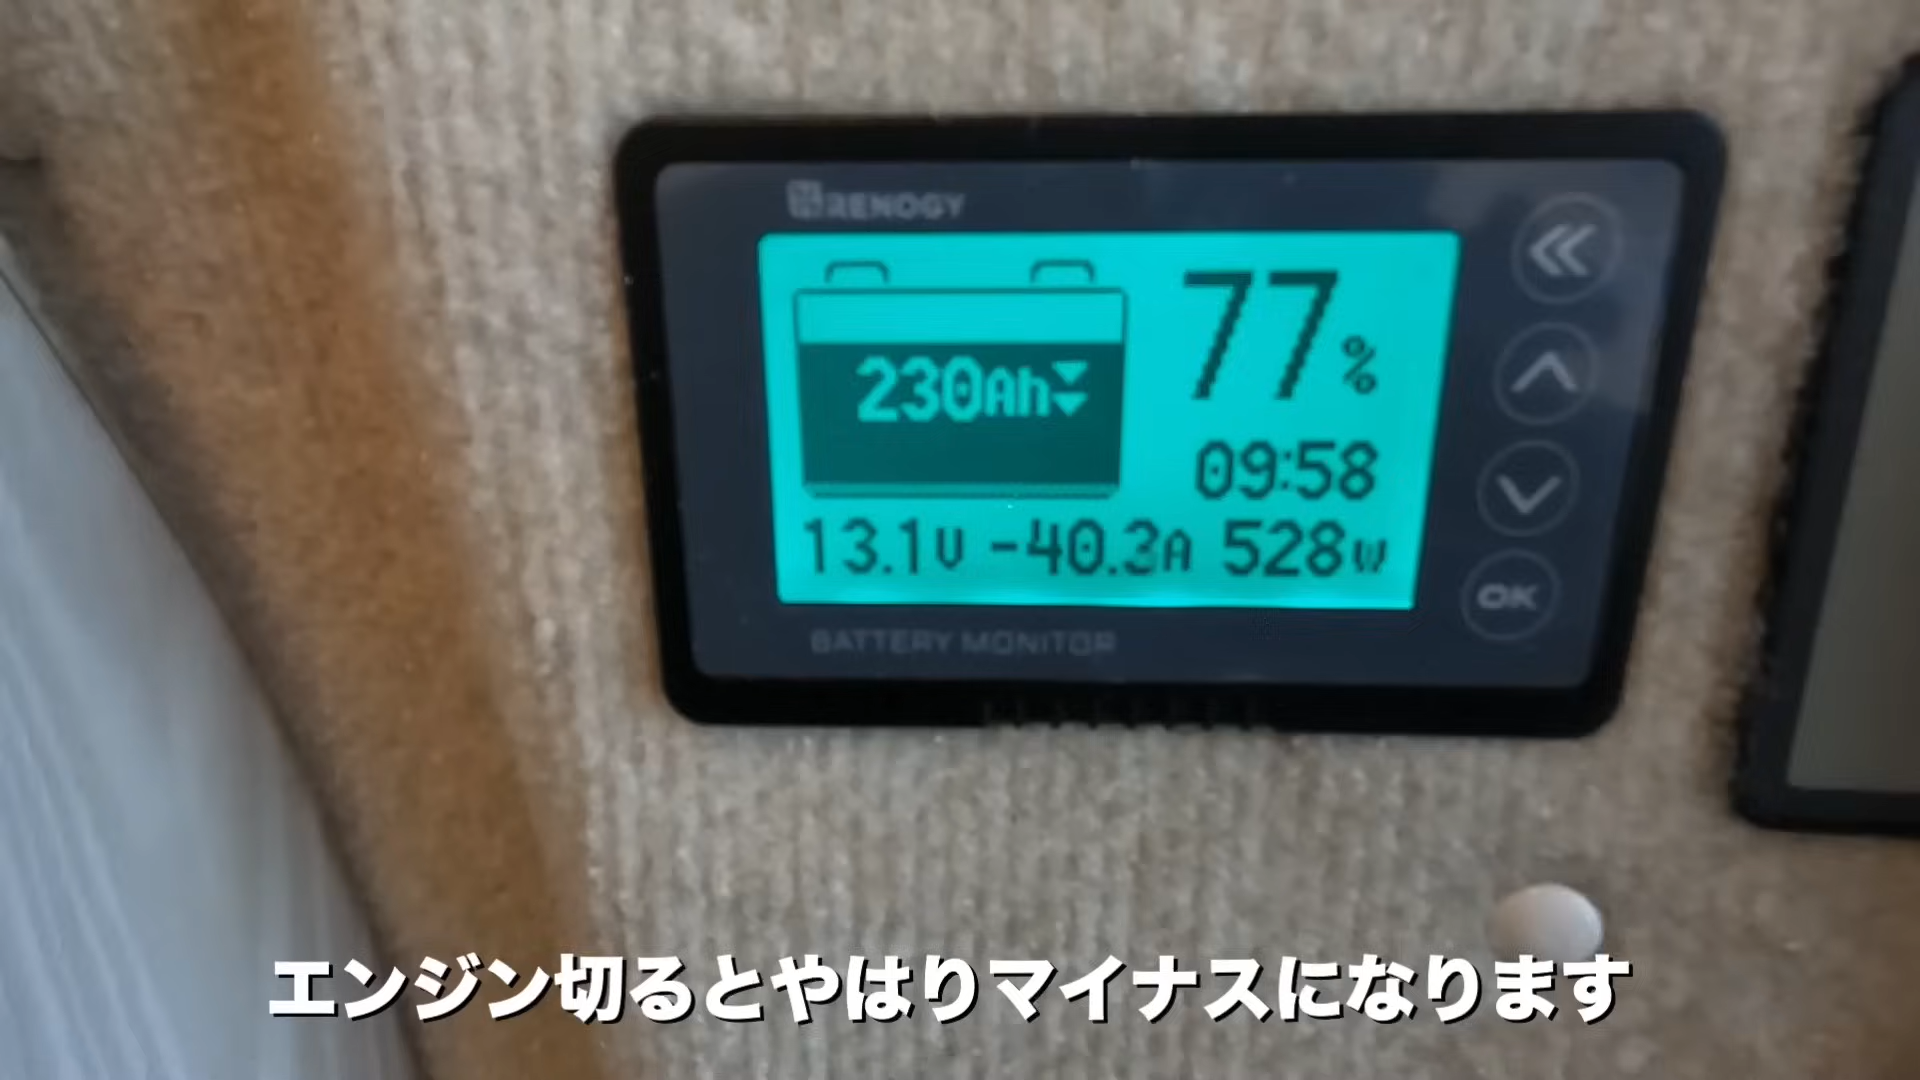 RENOGY
77%
230Ah
09:58
13.1V -40.3A 528W
BATTERY MONITOR
OK
エンジン切るとやはりマイナスになります